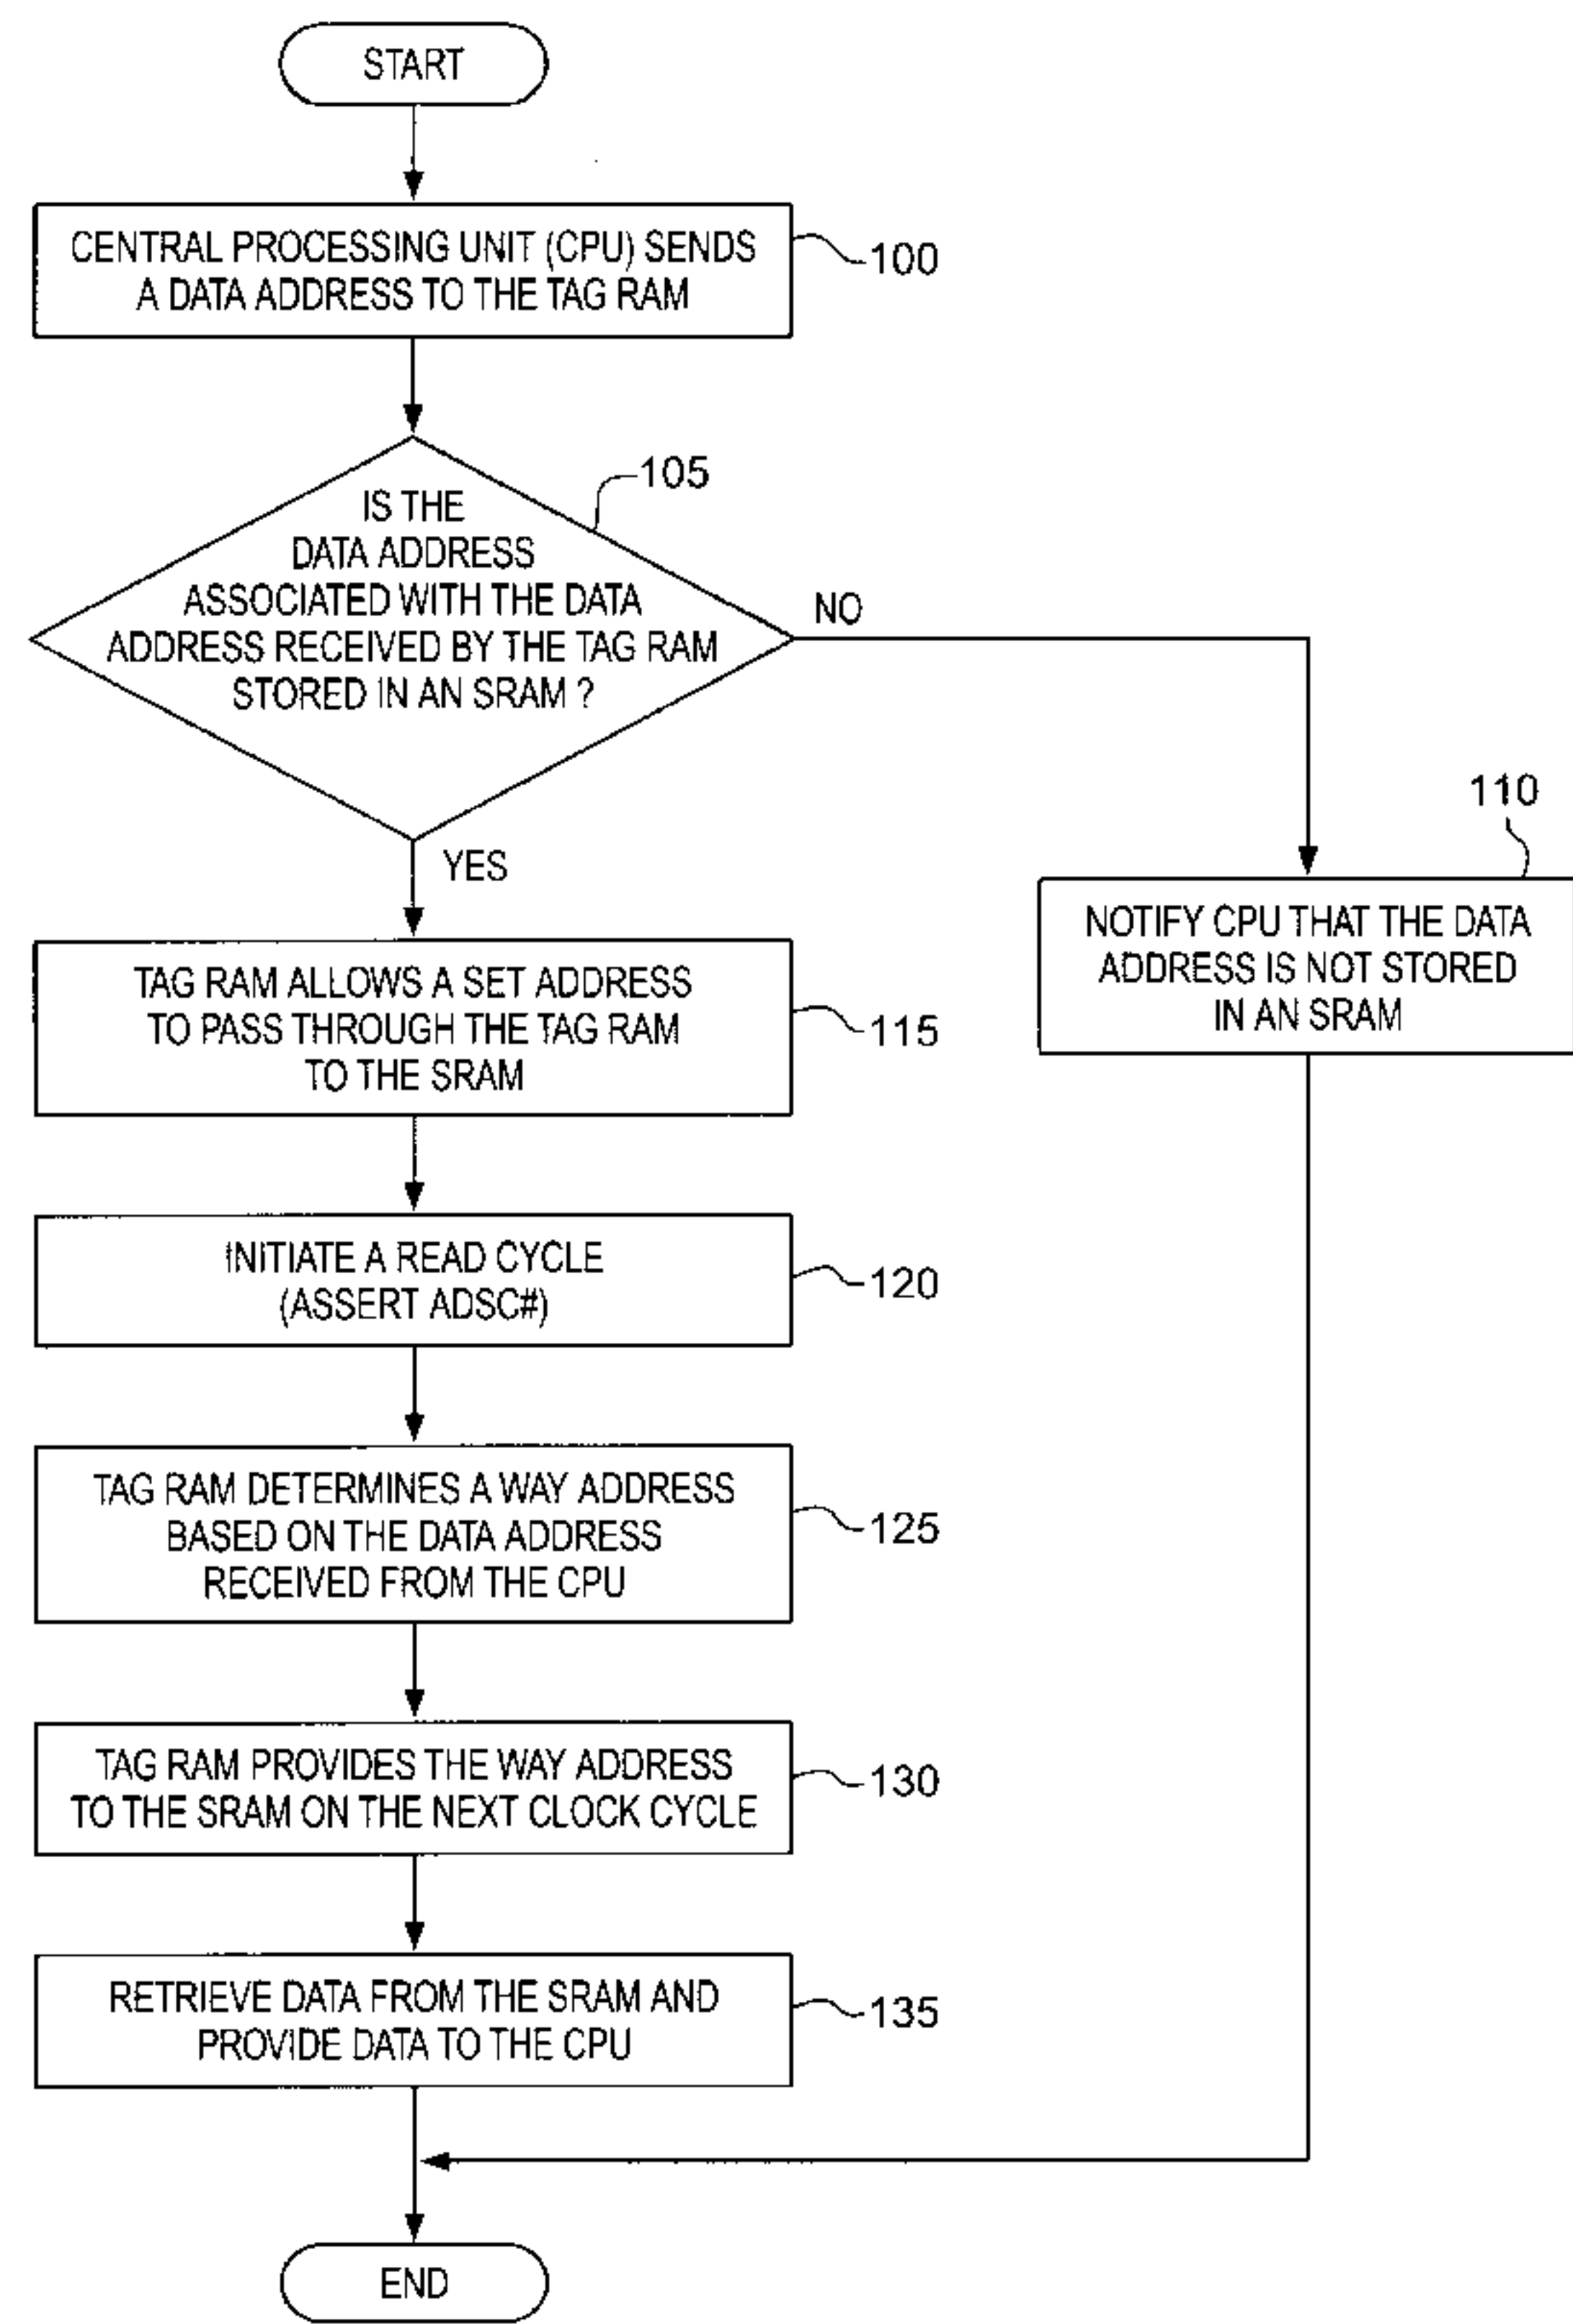 START
CENTRAL PROCESSING UNIT (CPU) SENDS
A DATA ADDRESS TO THE TAG RAM
100
105
IS THE
DATA ADDRESS
ASSOCIATED WITH THE DATA
ADDRESS RECEIVED BY THE TAG RAM
STORED IN AN SRAM ?
NO
YES
110
NOTIFY CPU THAT THE DATA
ADDRESS IS NOT STORED
IN AN SRAM
TAG RAM ALLOWS A SET ADDRESS
TO PASS THROUGH THE TAG RAM
TO THE SRAM
115
INITIATE A READ CYCLE
(ASSERT ADSC#)
120
TAG RAM DETERMINES A WAY ADDRESS
BASED ON THE DATA ADDRESS
RECEIVED FROM THE CPU
125
TAG RAM PROVIDES THE WAY ADDRESS
TO THE SRAM ON THE NEXT CLOCK CYCLE
130
RETRIEVE DATA FROM THE SRAM AND
PROVIDE DATA TO THE CPU
135
END